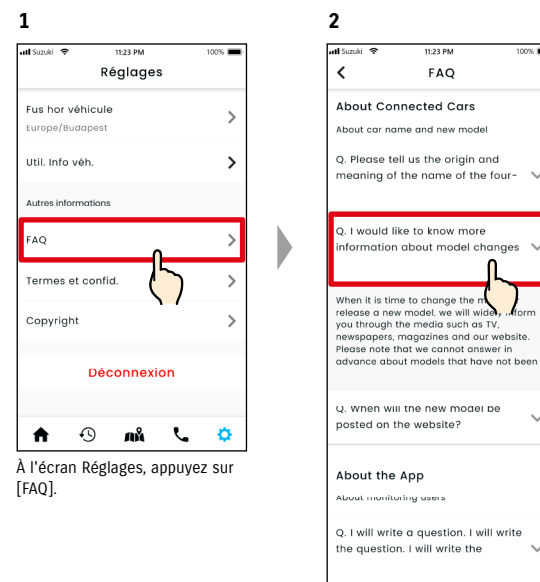 1
Suzuki 11:23 PM 100%
Réglages
Fus hor véhicule
Europe/Budapest
Util. Info véh.
Autres informations
FAQ
Termes et confid.
Copyright
Déconnexion
À l'écran Réglages, appuyez sur
[FAQ].
2
Suzuki 11:23 PM 100%
FAQ
About Connected Cars
About car name and new model
Q. Please tell us the origin and
meaning of the name of the four-
Q. I would like to know more
information about model changes
When it is time to change the
release a new model. we will
you through the media such as TV,
newspapers, magazines and our website.
Please note that we cannot answer in
advance about models that have not been
Q. When will the new model be
posted on the website?
About the App
About monitoring users
Q. I will write a question. I will write
the question. I will write the